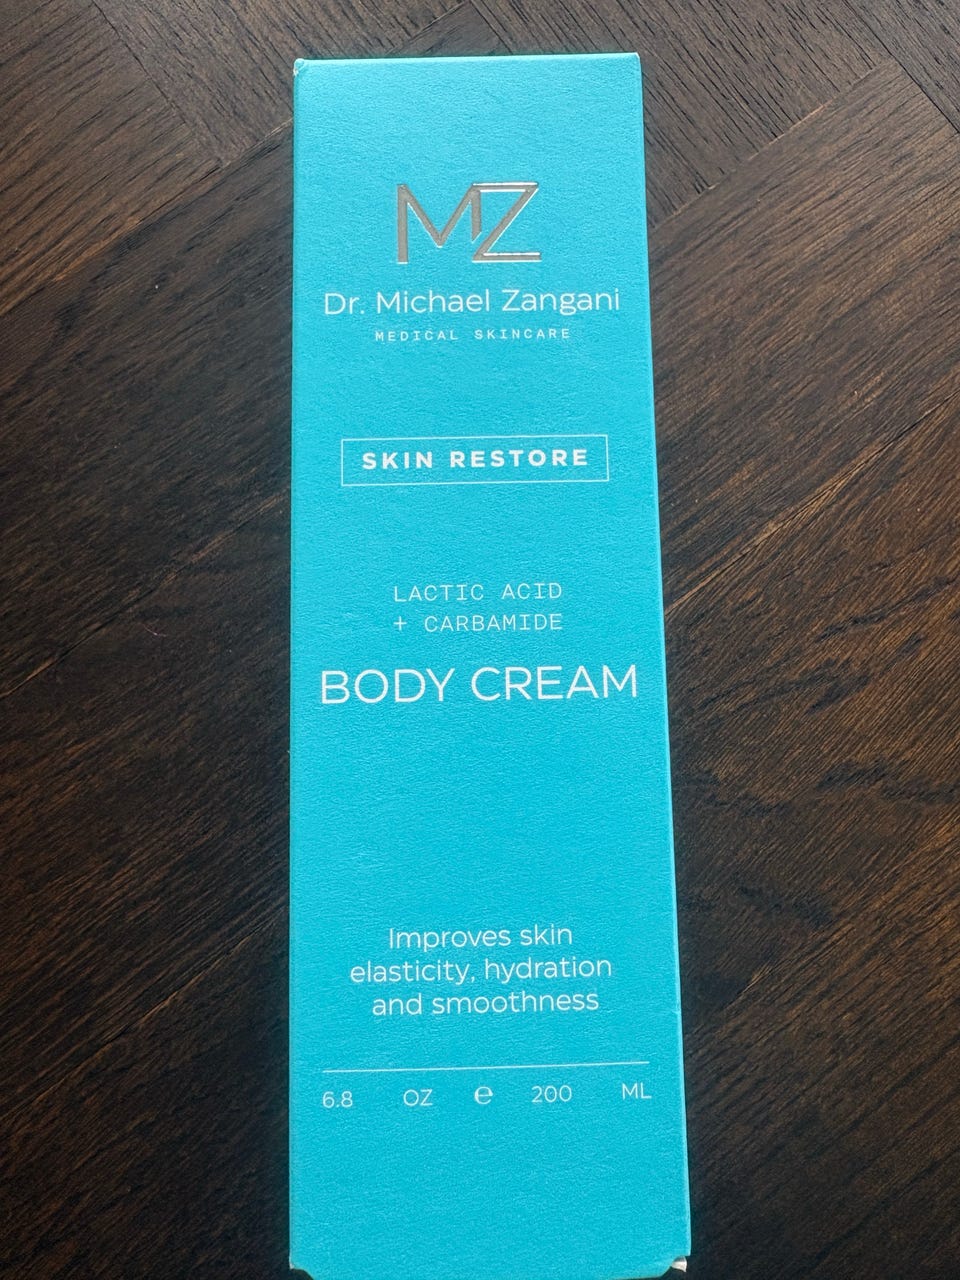 MZ
Dr. Michael Zangani
MEDICAL SKINCARE
SKIN RESTORE
LACTIC ACID
+ CARBAMIDE
BODY CREAM
Improves skin
elasticity, hydration
and smoothness
6.8 OZ ℮ 200 ML